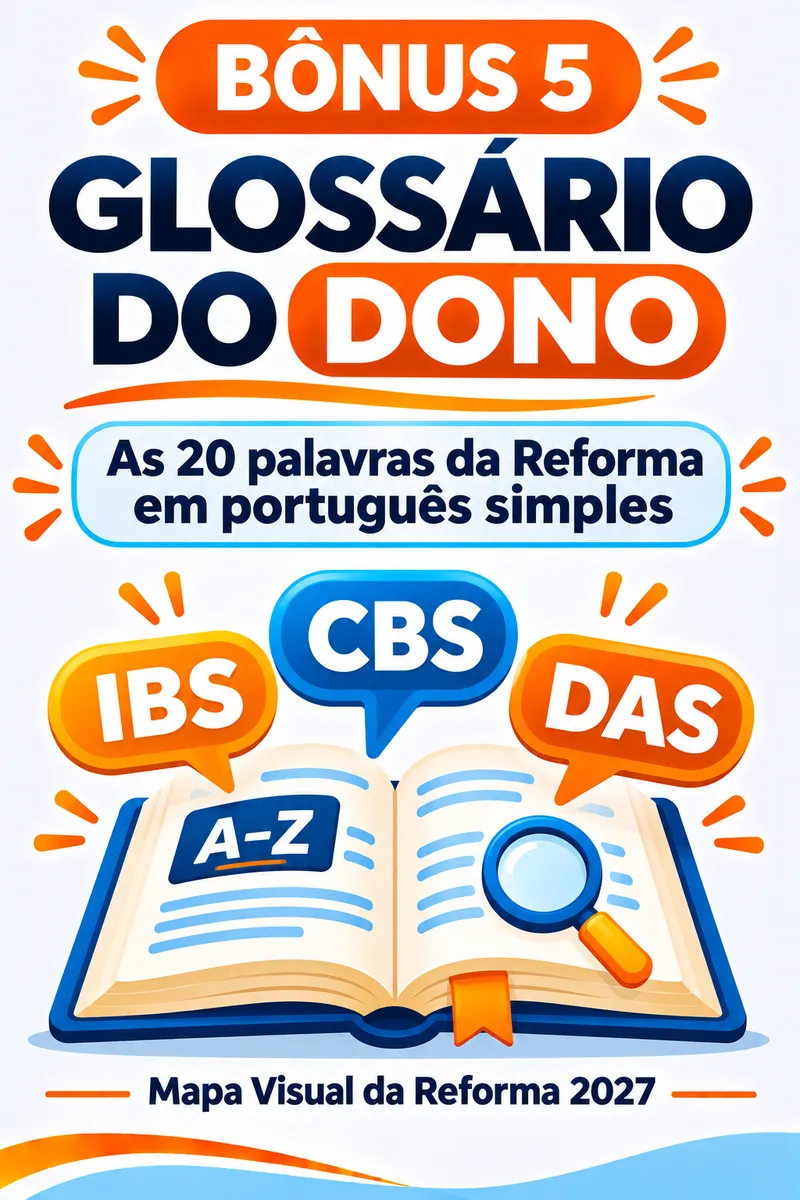 BÔNUS 5
GLOSSÁRIO
DO DONO
As 20 palavras da Reforma
em português simples
CBS
IBS
DAS
A-Z
Mapa Visual da Reforma 2027